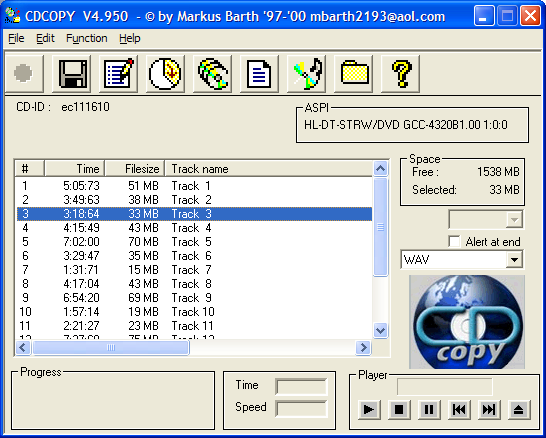 CDCOPY V4.950 - © by Markus Barth '97-'00 mbarth2193@aol.com
File Edit Function Help
CD-ID : ec111610
ASPI
HL-DT-STRW/DVD GCC-4320B1.00 1:0:0
# Time Filesize Track name
1 5:05:73 51 MB Track 1
2 3:49:63 38 MB Track 2
3 3:18:64 33 MB Track 3
4 4:15:49 43 MB Track 4
5 7:02:00 70 MB Track 5
6 3:29:47 35 MB Track 6
7 1:31:71 15 MB Track 7
8 4:17:04 43 MB Track 8
9 6:54:20 69 MB Track 9
10 1:57:14 19 MB Track 10
11 2:21:27 23 MB Track 11
Space
Free : 1538 MB
Selected: 33 MB
Alert at end
WAV
copy
Progress
Time
Speed
Player